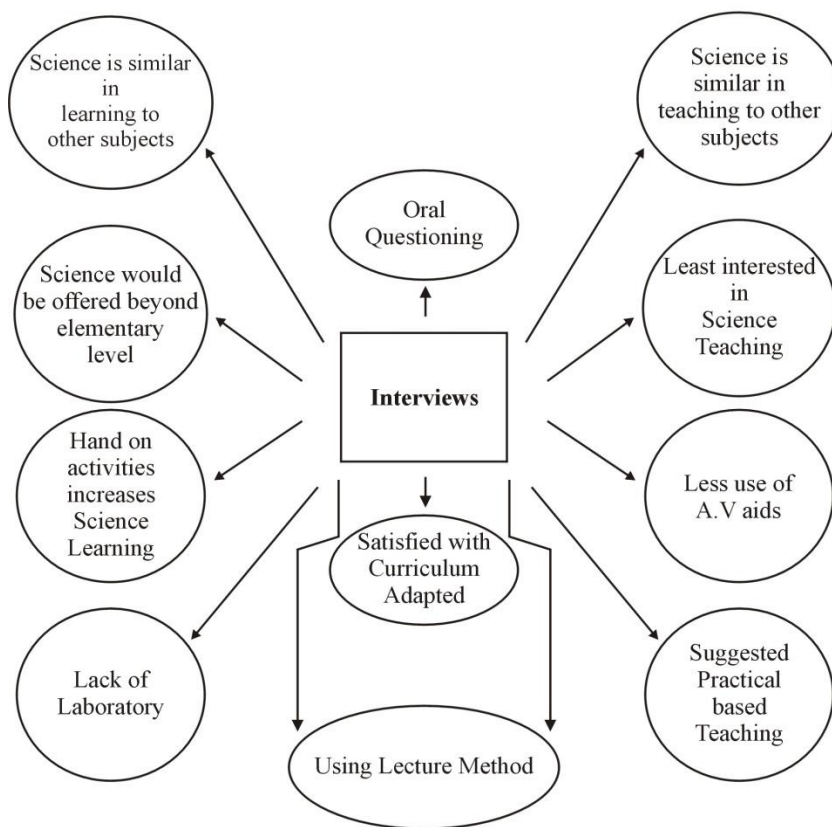 Science is similar
in
learning to
other subjects
Science is
similar in
teaching to other
subjects
Oral
Questioning
Science would
be offered beyond
elementary
level
Least interested
in
Science
Teaching
Interviews
Hand on
activities
increases
Science
Learning
Less use of
A.V aids
Satisfied with
Curriculum
Adapted
Lack of
Laboratory
Suggested
Practical
based
Teaching
Using Lecture Method